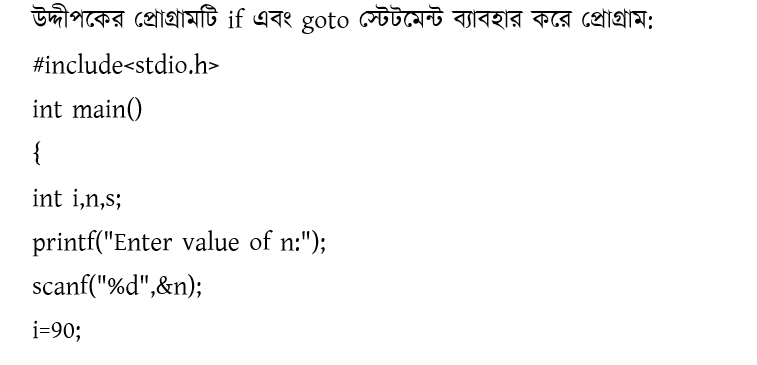 উদ্দীপকের প্রোগ্রামটি if এবং goto স্টেটমেন্ট ব্যাবহার করে প্রোগ্রাম:
#include<stdio.h>
int main()
{
int i,n,s;
printf("Enter value of n:");
scanf("%d",&n);
i=90;